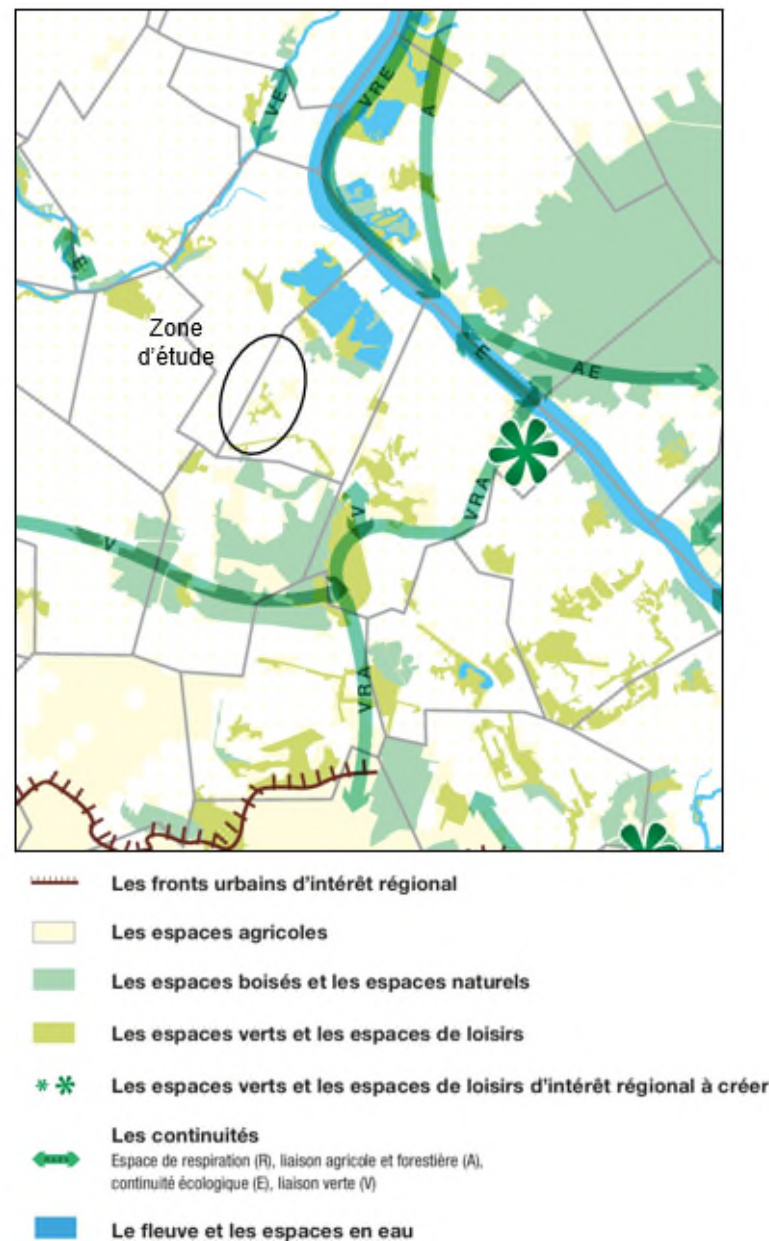 VRE
A
VE
E
Zone
d'étude
E
AE
VRA
V
V
VRA
Les fronts urbains d'intérêt régional
Les espaces agricoles
Les espaces boisés et les espaces naturels
Les espaces verts et les espaces de loisirs
Les espaces verts et les espaces de loisirs d'intérêt régional à créer
Les continuités
Espace de respiration (R), liaison agricole et forestière (A),
continuité écologique (E), liaison verte (V)
Le fleuve et les espaces en eau